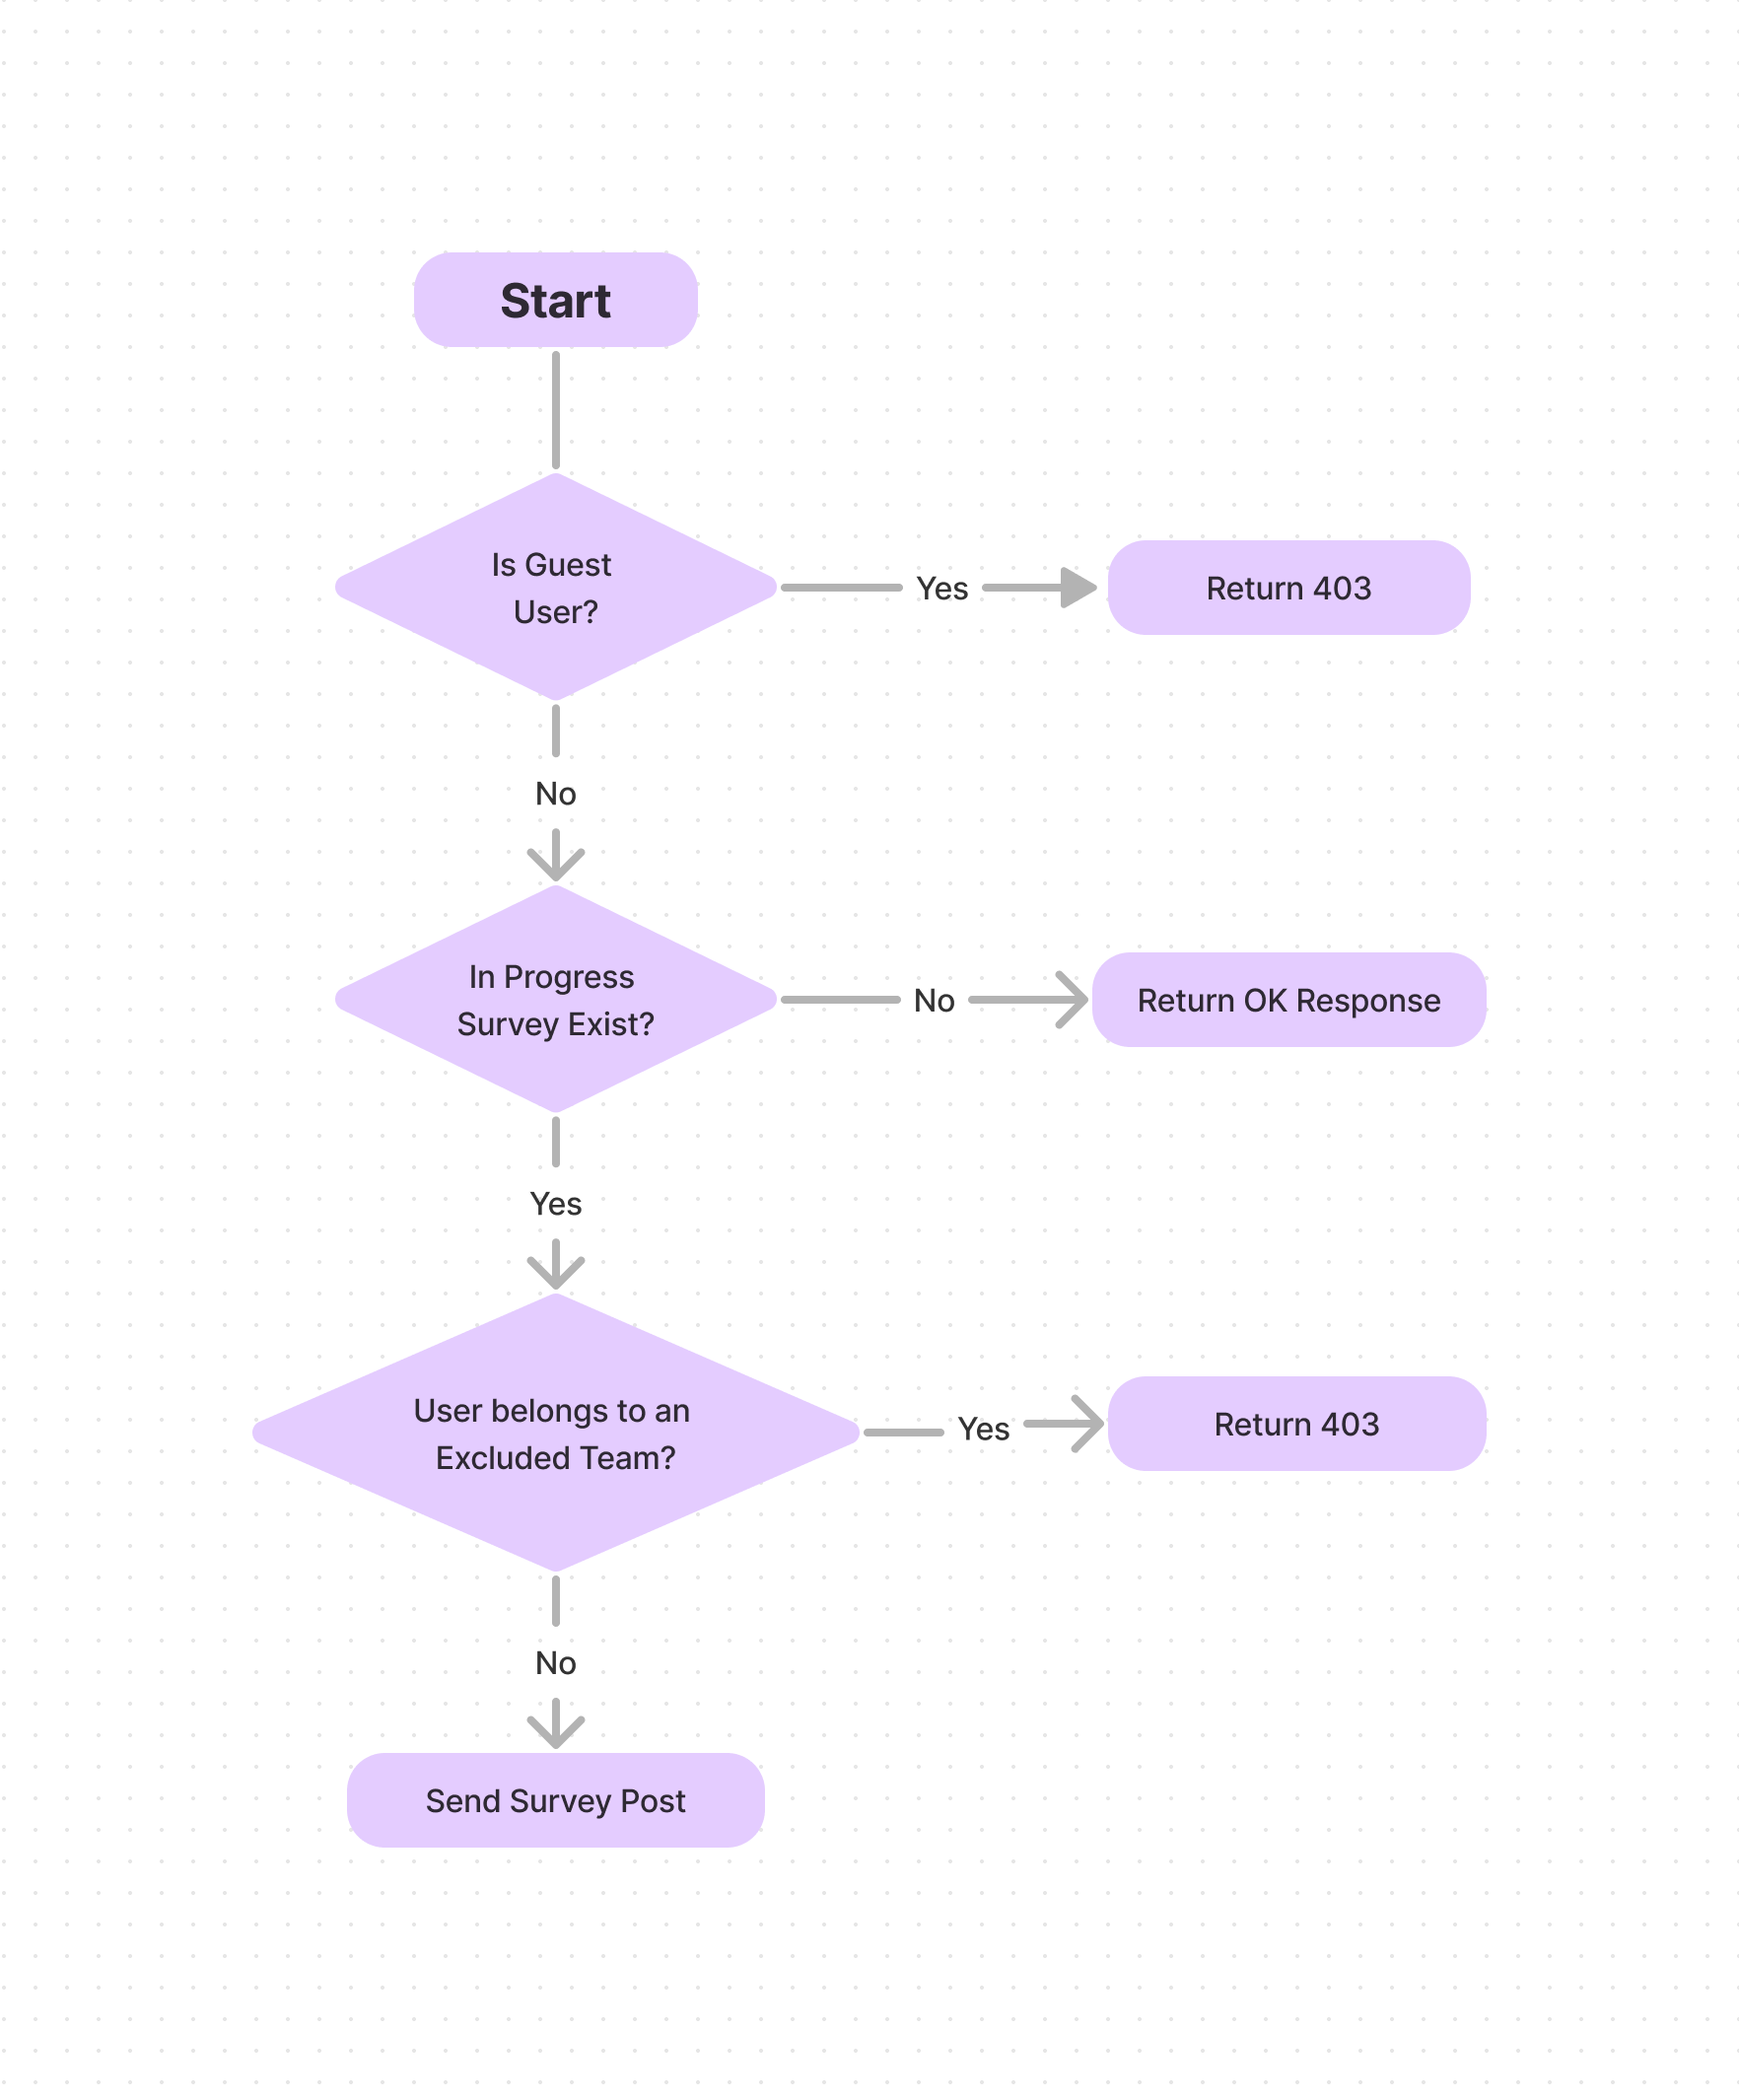 Start
Is Guest
User?
Yes
Return 403
No
In Progress
Survey Exist?
No
Return OK Response
Yes
User belongs to an
Excluded Team?
Yes
Return 403
No
Send Survey Post